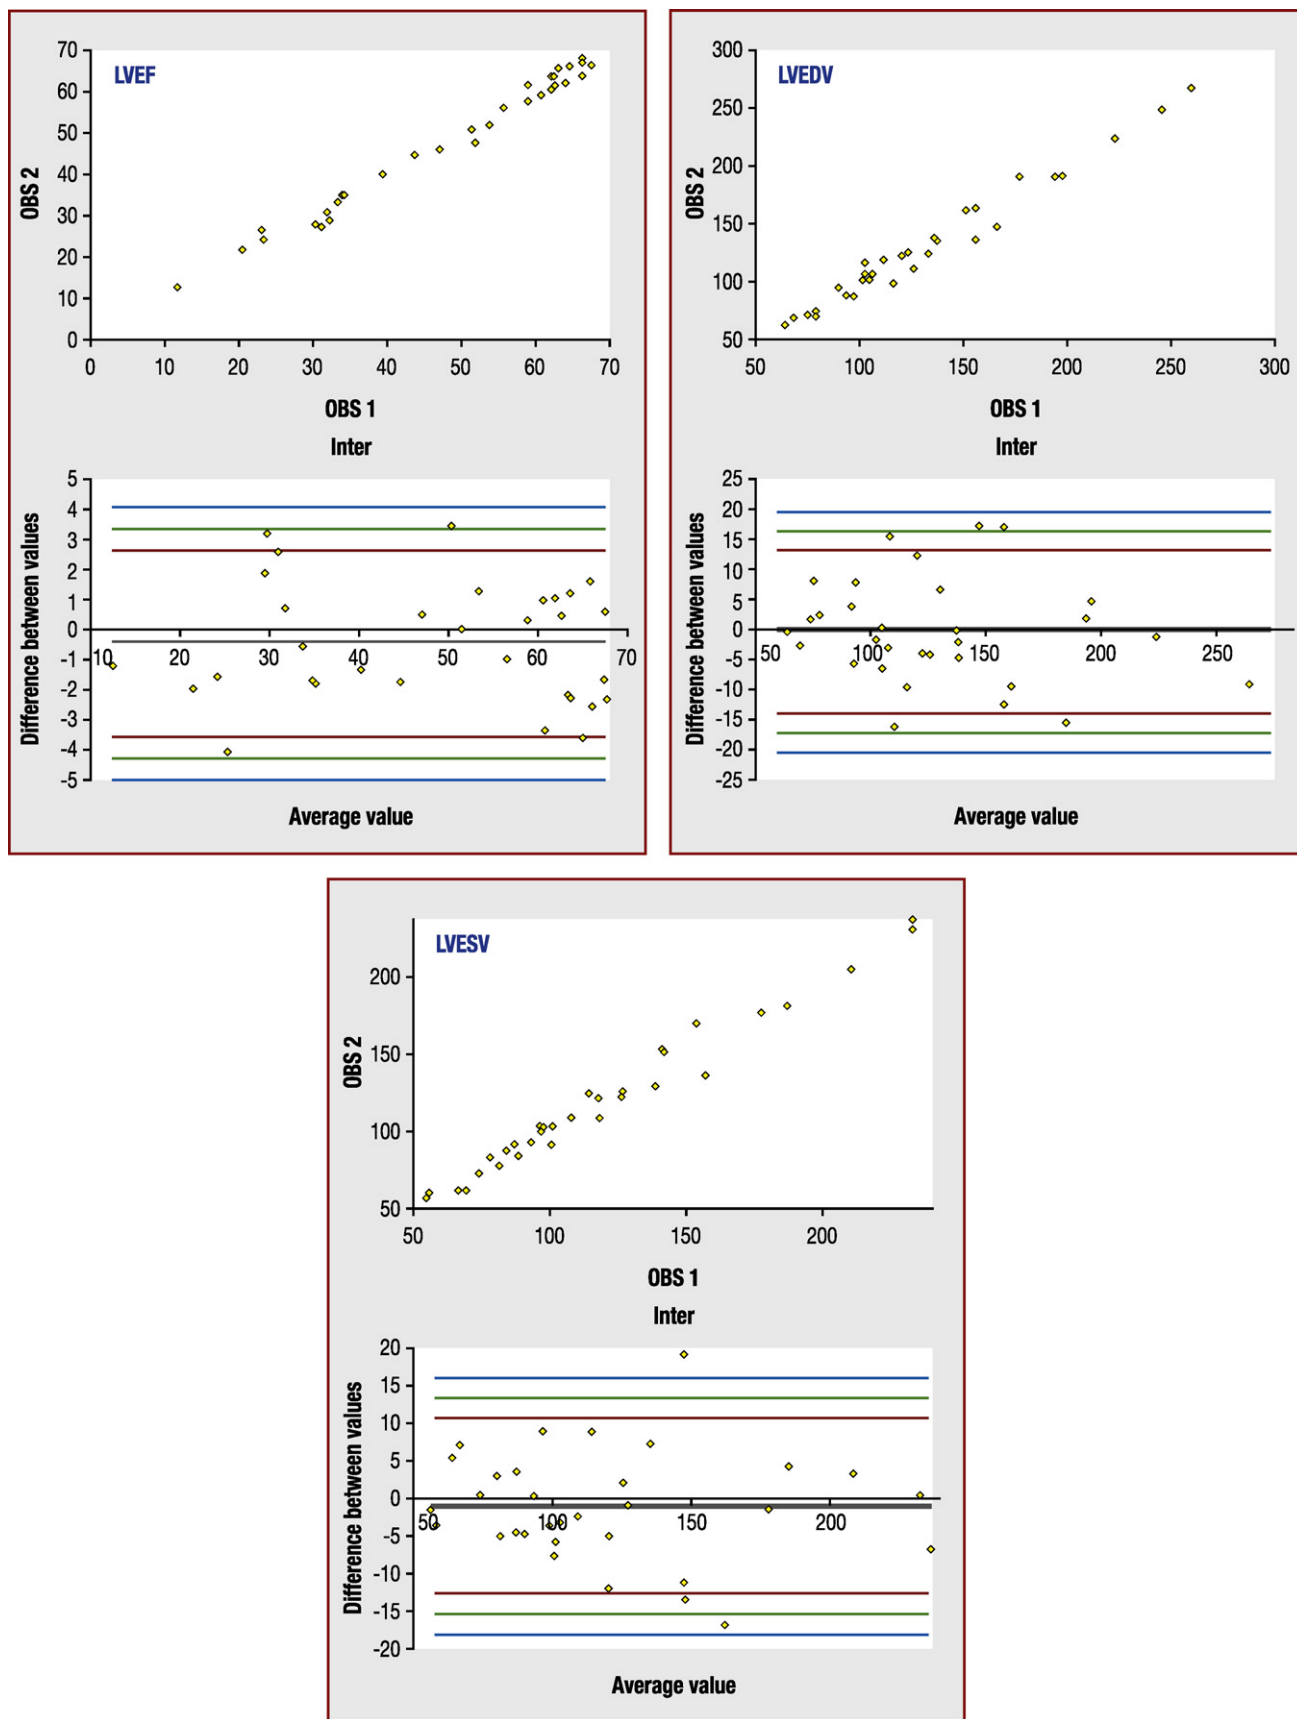 LVEF
OBS 2
70
60
50
40
30
20
10
0
0 20 30 40 50 60 70
OBS 1
Inter
Difference between values
5
4
3
2
1
0
-1
-2
-3
-4
-5
10 20 30 40 50 60 70
Average value
LVEDV
OBS 2
300
250
200
150
100
50
50 100 150 200 250 300
OBS 1
Inter
Difference between values
25
20
15
10
5
0
-5
-10
-15
-20
-25
50 100 150 200 250
Average value
LVESV
OBS 2
200
150
100
50
50 100 150 200
OBS 1
Inter
Difference between values
20
15
10
5
0
-5
-10
-15
-20
50 100 150 200
Average value